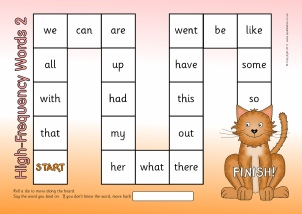 High-Frequency Words 2
we can are went be like
all up have some
with had this so
that my out
START her what there FINISH!
Roll a die to move along the board.
Say the word you land on. If you don't know the word, move back